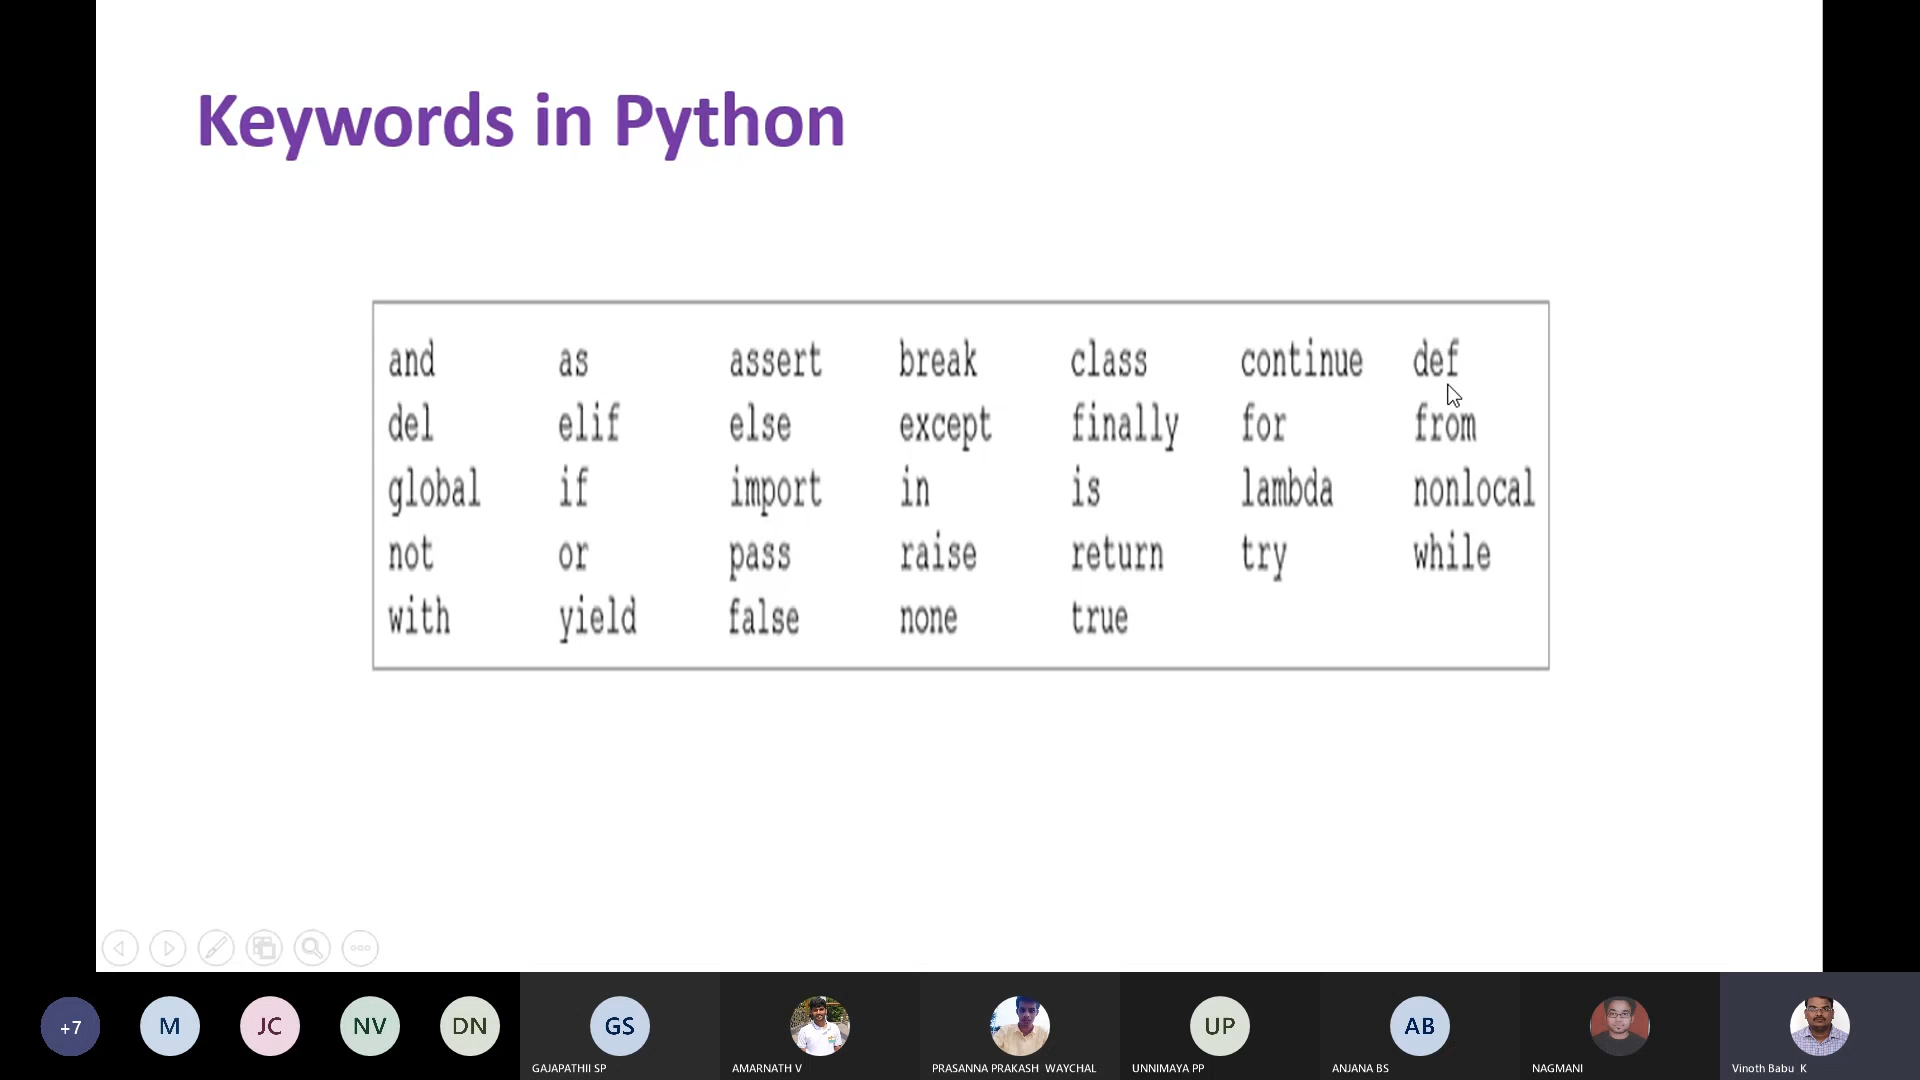 Keywords in Python
and as assert break class continue def
del elif else except finally for from
global if import in is lambda nonlocal
not or pass raise return try while
with yield false none true
+7 M JC NV DN GS UP AB
GAJAPATHII SP AMARNATH V PRASANNA PRAKASH WAYCHAL UNNIMAYA PP ANJANA BS NAGMANI Vinoth Babu K